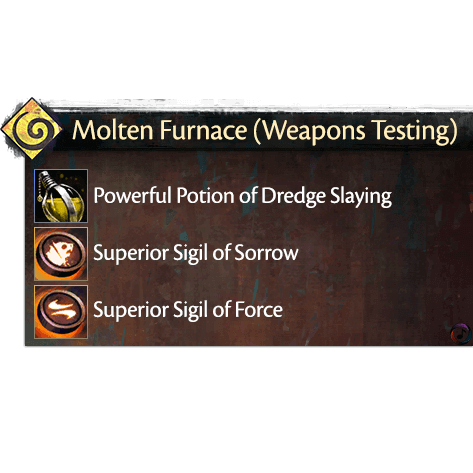 Molten Furnace (Weapons Testing)
Powerful Potion of Dredge Slaying
Superior Sigil of Sorrow
Superior Sigil of Force